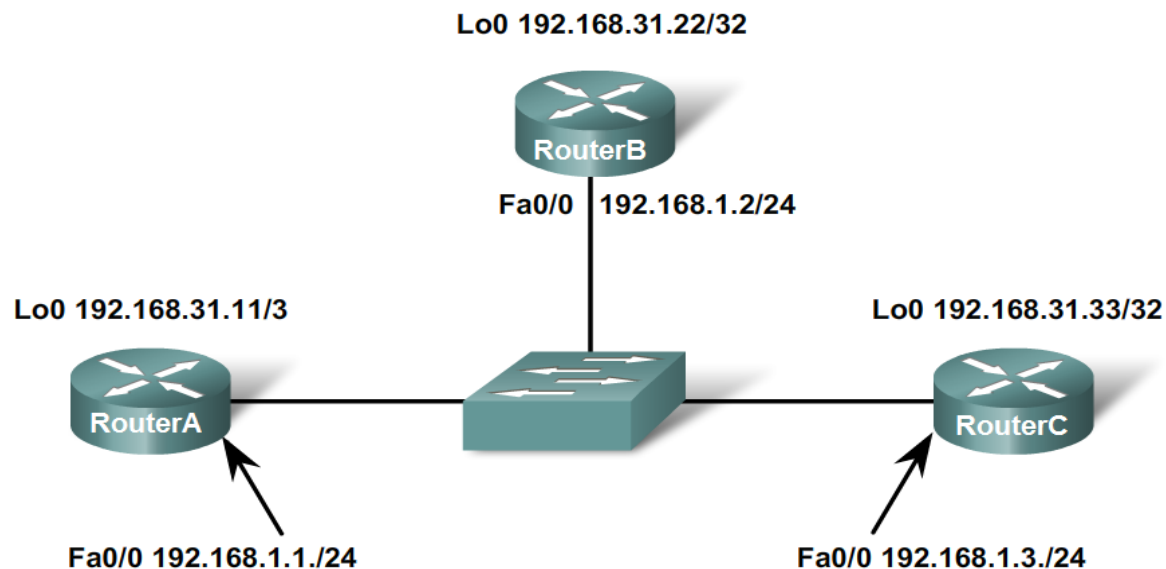 Lo0 192.168.31.22/32
RouterB
Fa0/0 192.168.1.2/24
Lo0 192.168.31.11/3
Lo0 192.168.31.33/32
RouterA
RouterC
Fa0/0 192.168.1.1./24
Fa0/0 192.168.1.3./24